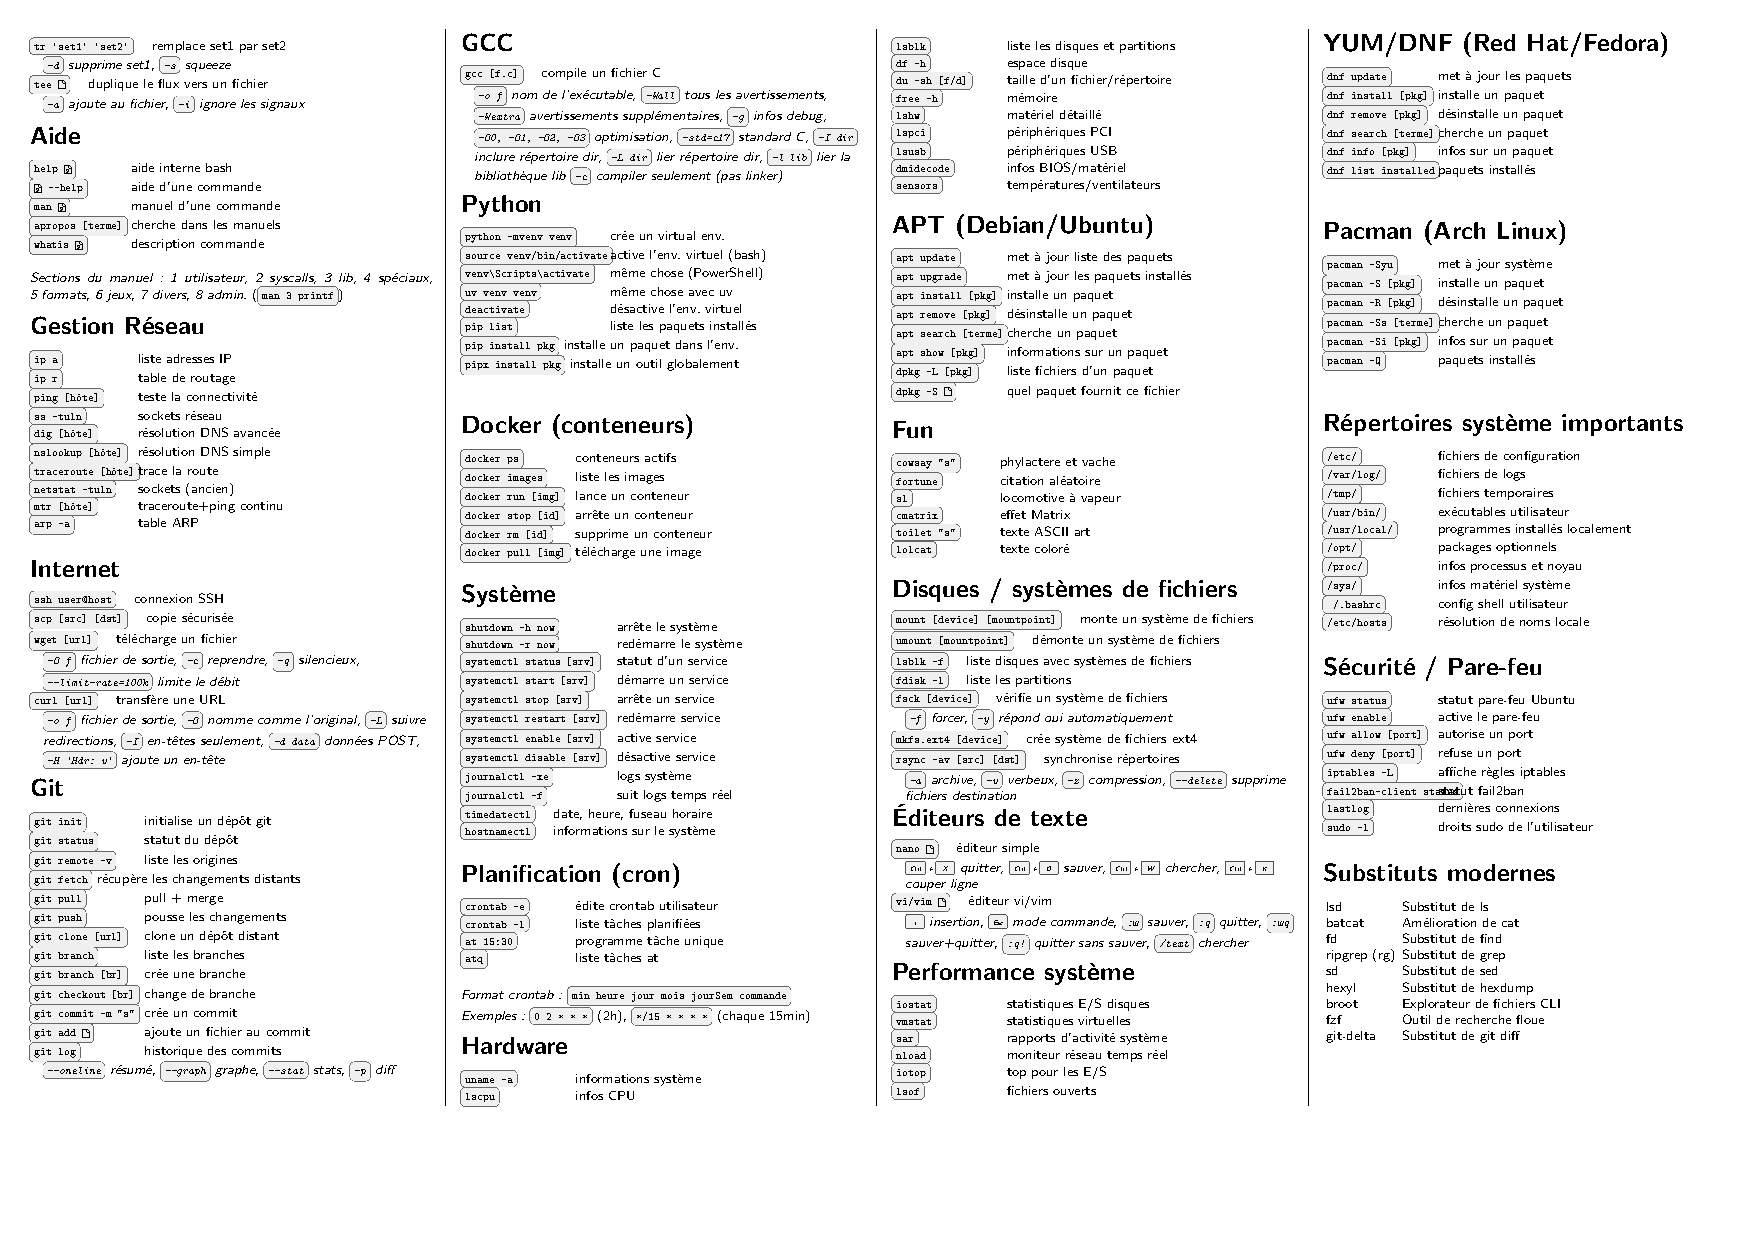 tr 'set1' 'set2' remplace set1 par set2
-d supprime set1, -s squeeze
tee duplique le flux vers un fichier
-a ajoute au fichier, -i ignore les signaux
Aide
help aide interne bash
--help aide d'une commande
man manuel d'une commande
apropos [terme] cherche dans les manuels
whatis description commande
Sections du manuel : 1 utilisateur, 2 syscalls, 3 lib, 4 spéciaux,
5 formats, 6 jeux, 7 divers, 8 admin. (man 3 printf)
Gestion Réseau
ip a liste adresses IP
ip r table de routage
ping [hôte] teste la connectivité
ss -tuln sockets réseau
dig [hôte] résolution DNS avancée
nslookup [hôte] résolution DNS simple
traceroute [hôte] trace la route
netstat -tuln sockets (ancien)
mtr [hôte] traceroute+ping continu
arp -a table ARP
Internet
ssh user@host connexion SSH
scp [src] [dst] copie sécurisée
wget [url] télécharge un fichier
-O f fichier de sortie, -c reprendre, -q silencieux,
--limit-rate=100k limite le débit
curl [url] transfère une URL
-o f fichier de sortie, -O nomme comme l'original, -L suivre
redirections, -I en-têtes seulement, -d data données POST,
-H 'Hdr: v' ajoute un en-tête
Git
git init initialise un dépôt git
git status statut du dépôt
git remote -v liste les origines
git fetch récupère les changements distants
git pull pull + merge
git push pousse les changements
git clone [url] clone un dépôt distant
git branch liste les branches
git branch [br] crée une branche
git checkout [br] change de branche
git commit -m "s" crée un commit
git add ajoute un fichier au commit
git log historique des commits
--oneline résumé, --graph graphe, --stat stats, -p diff
GCC
gcc [f.c] compile un fichier C
-o f nom de l'exécutable, -Wall tous les avertissements,
-Wextra avertissements supplémentaires, -g infos debug,
-O0, -O1, -O2, -O3 optimisation, -std=c17 standard C, -I dir
inclure répertoire dir, -L dir lier répertoire dir, -l lib lier la
bibliothèque lib -c compiler seulement (pas linker)
Python
python -mvenv venv crée un virtual env.
source venv/bin/activate active l'env. virtuel (bash)
venv\Scripts\activate même chose (PowerShell)
uv venv venv même chose avec uv
deactivate désactive l'env. virtuel
pip list liste les paquets installés
pip install pkg installe un paquet dans l'env.
pipx install pkg installe un outil globalement
Docker (conteneurs)
docker ps conteneurs actifs
docker images liste les images
docker run [img] lance un conteneur
docker stop [id] arrête un conteneur
docker rm [id] supprime un conteneur
docker pull [img] télécharge une image
Système
shutdown -h now arrête le système
shutdown -r now redémarre le système
systemctl status [srv] statut d'un service
systemctl start [srv] démarre un service
systemctl stop [srv] arrête un service
systemctl restart [srv] redémarre service
systemctl enable [srv] active service
systemctl disable [srv] désactive service
journalctl -xe logs système
journalctl -f suit logs temps réel
timedatectl date, heure, fuseau horaire
hostnamectl informations sur le système
Planification (cron)
crontab -e édite crontab utilisateur
crontab -l liste tâches planifiées
at 15:30 programme tâche unique
atq liste tâches at
Format crontab : min heure jour mois jourSem commande
Exemples : 0 2 * * * (2h), */15 * * * * (chaque 15min)
Hardware
uname -a informations système
lscpu infos CPU
lsblk liste les disques et partitions
df -h espace disque
du -sh [f/d] taille d'un fichier/répertoire
free -h mémoire
lshw matériel détaillé
lspci périphériques PCI
lsusb périphériques USB
dmidecode infos BIOS/matériel
sensors températures/ventilateurs
APT (Debian/Ubuntu)
apt update met à jour liste des paquets
apt upgrade met à jour les paquets installés
apt install [pkg] installe un paquet
apt remove [pkg] désinstalle un paquet
apt search [terme] cherche un paquet
apt show [pkg] informations sur un paquet
dpkg -L [pkg] liste fichiers d'un paquet
dpkg -S quel paquet fournit ce fichier
Fun
cowsay "s" phylactere et vache
fortune citation aléatoire
sl locomotive à vapeur
cmatrix effet Matrix
toilet "s" texte ASCII art
lolcat texte coloré
Disques / systèmes de fichiers
mount [device] [mountpoint] monte un système de fichiers
umount [mountpoint] démonte un système de fichiers
lsblk -f liste disques avec systèmes de fichiers
fdisk -l liste les partitions
fsck [device] vérifie un système de fichiers
-f forcer, -y répond oui automatiquement
mkfs.ext4 [device] crée système de fichiers ext4
rsync -av [src] [dst] synchronise répertoires
-a archive, -v verbeux, -z compression, --delete supprime
fichiers destination
Éditeurs de texte
nano éditeur simple
Ctrl + X quitter, Ctrl + O sauver, Ctrl + W chercher, Ctrl + K
couper ligne
vi/vim éditeur vi/vim
i insertion, Esc mode commande, :w sauver, :q quitter, :wq
sauver+quitter, :q! quitter sans sauver, /text chercher
Performance système
iostat statistiques E/S disques
vmstat statistiques virtuelles
sar rapports d'activité système
nload moniteur réseau temps réel
iotop top pour les E/S
lsof fichiers ouverts
YUM/DNF (Red Hat/Fedora)
dnf update met à jour les paquets
dnf install [pkg] installe un paquet
dnf remove [pkg] désinstalle un paquet
dnf search [terme] cherche un paquet
dnf info [pkg] infos sur un paquet
dnf list installed paquets installés
Pacman (Arch Linux)
pacman -Syu met à jour système
pacman -S [pkg] installe un paquet
pacman -R [pkg] désinstalle un paquet
pacman -Ss [terme] cherche un paquet
pacman -Si [pkg] infos sur un paquet
pacman -Q paquets installés
Répertoires système importants
/etc/ fichiers de configuration
/var/log/ fichiers de logs
/tmp/ fichiers temporaires
/usr/bin/ exécutables utilisateur
/usr/local/ programmes installés localement
/opt/ packages optionnels
/proc/ infos processus et noyau
/sys/ infos matériel système
/.bashrc config shell utilisateur
/etc/hosts résolution de noms locale
Sécurité / Pare-feu
ufw status statut pare-feu Ubuntu
ufw enable active le pare-feu
ufw allow [port] autorise un port
ufw deny [port] refuse un port
iptables -L affiche règles iptables
fail2ban-client status statut fail2ban
lastlog dernières connexions
sudo -l droits sudo de l'utilisateur
Substituts modernes
lsd Substitut de ls
batcat Amélioration de cat
fd Substitut de find
ripgrep (rg) Substitut de grep
sd Substitut de sed
hexyl Substitut de hexdump
broot Explorateur de fichiers CLI
fzf Outil de recherche floue
git-delta Substitut de git diff